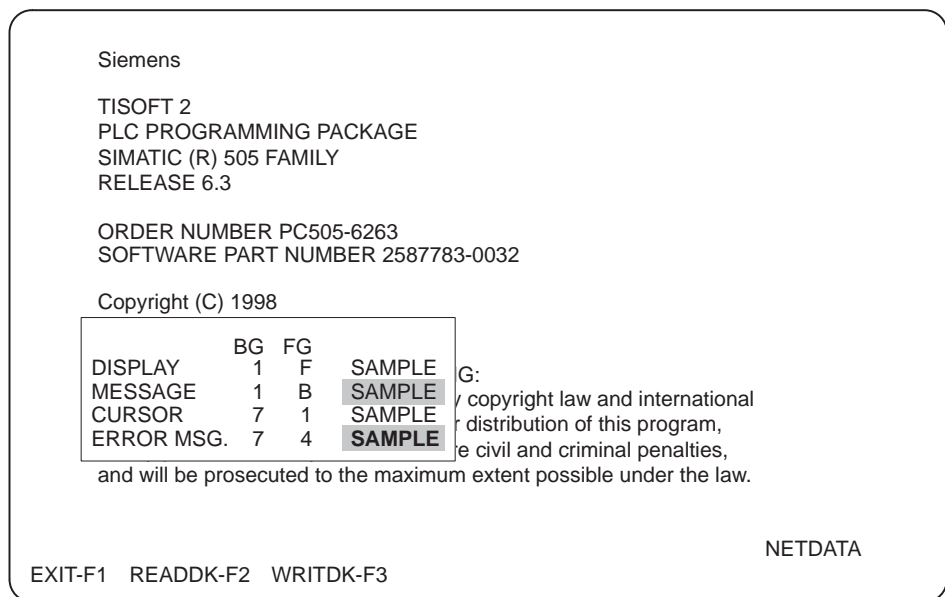 Siemens
TISOFT 2
PLC PROGRAMMING PACKAGE
SIMATIC (R) 505 FAMILY
RELEASE 6.3
ORDER NUMBER PC505-6263
SOFTWARE PART NUMBER 2587783-0032
Copyright (C) 1998
BG FG
DISPLAY 1 F SAMPLE
G:
MESSAGE 1 B SAMPLE
copyright law and international
CURSOR 7 1 SAMPLE
distribution of this program,
ERROR MSG. 7 4 SAMPLE
re civil and criminal penalties,
and will be prosecuted to the maximum extent possible under the law.
NETDATA
EXIT-F1 READDK-F2 WRITDK-F3